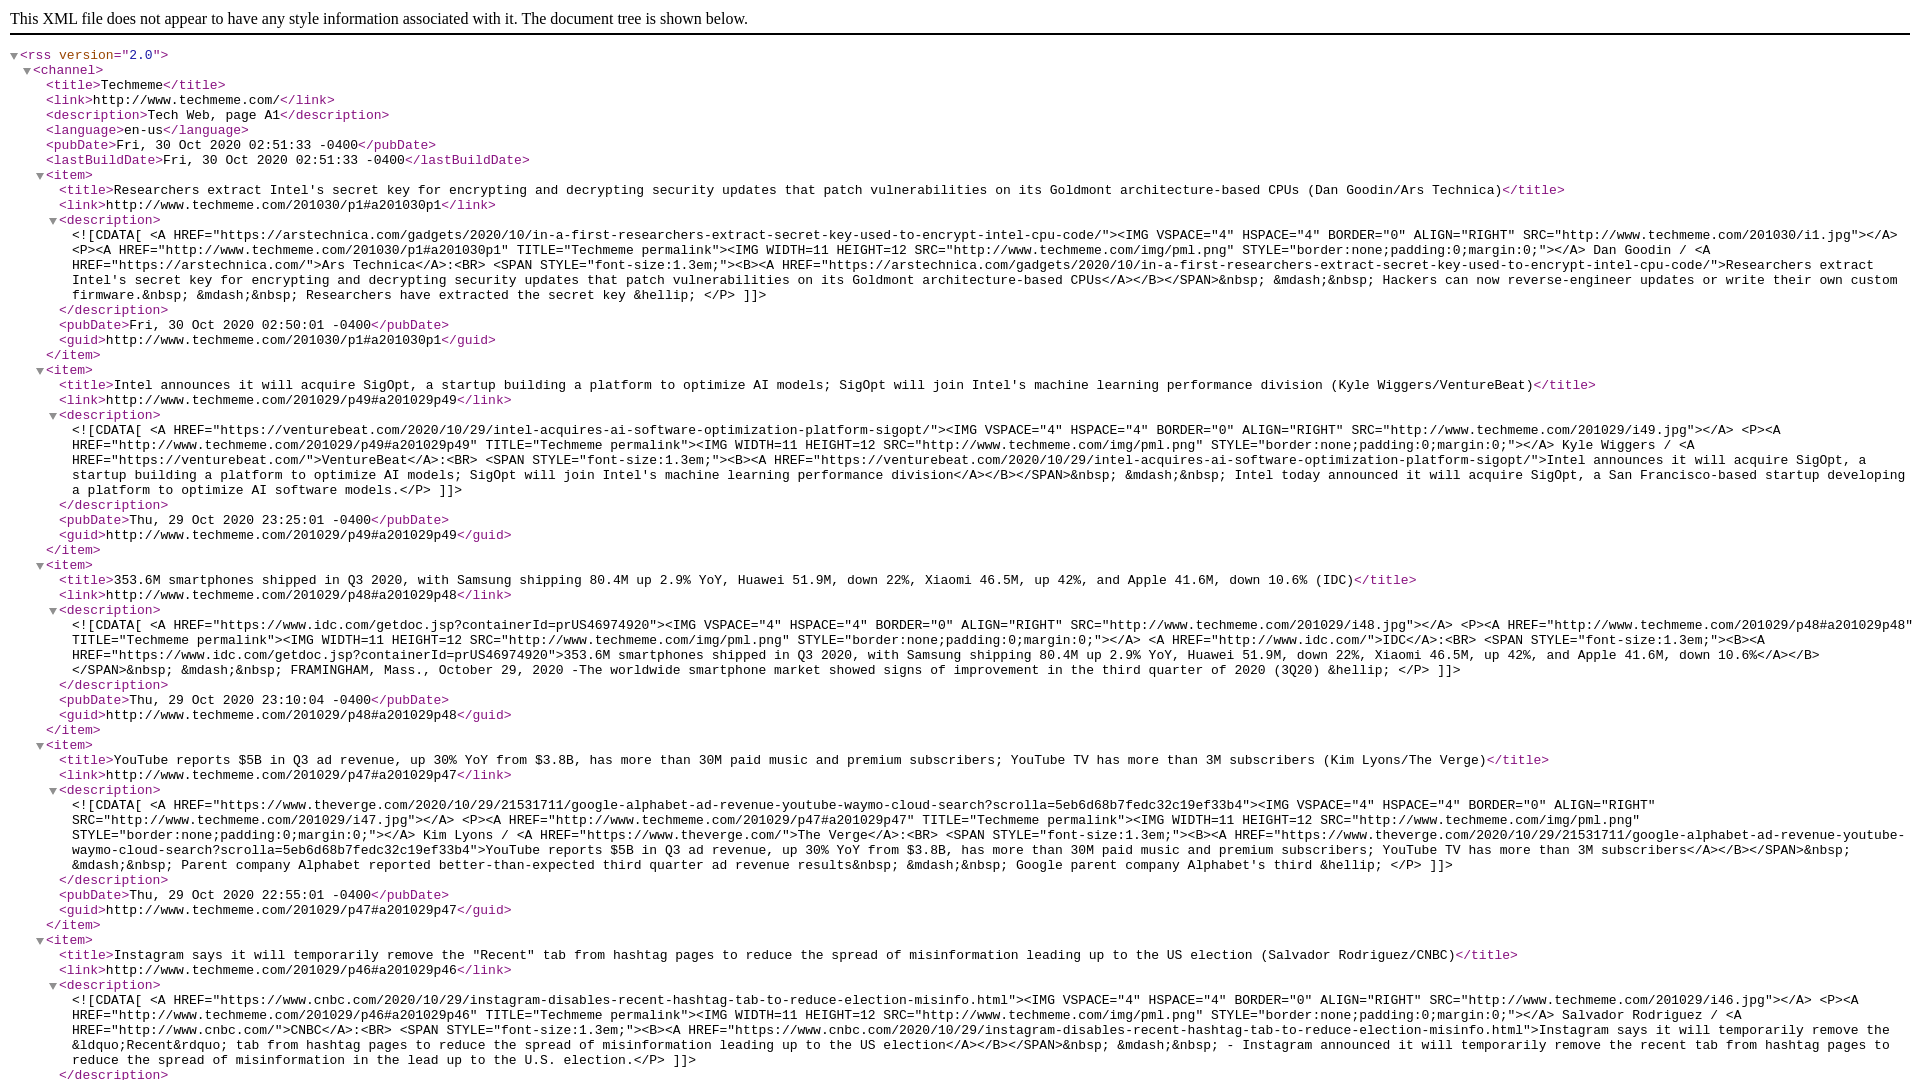 This XML file does not appear to have any style information associated with it. The document tree is shown below.
<rss version="2.0">
<channel>
<title>Techmeme</title>
<link>http://www.techmeme.com/</link>
<description>Tech Web, page A1</description>
<language>en-us</language>
<pubDate>Fri, 30 Oct 2020 02:51:33 -0400</pubDate>
<lastBuildDate>Fri, 30 Oct 2020 02:51:33 -0400</lastBuildDate>
<item>
<title>Researchers extract Intel's secret key for encrypting and decrypting security updates that patch vulnerabilities on its Goldmont architecture-based CPUs (Dan Goodin/Ars Technica)</title>
<link>http://www.techmeme.com/201030/p1#a201030p1</link>
<description>
<![CDATA[ <A HREF="https://arstechnica.com/gadgets/2020/10/in-a-first-researchers-extract-secret-key-used-to-encrypt-intel-cpu-code/"><IMG VSPACE="4" HSPACE="4" BORDER="0" ALIGN="RIGHT" SRC="http://www.techmeme.com/201030/i1.jpg"></A>
<P><A HREF="http://www.techmeme.com/201030/p1#a201030p1" TITLE="Techmeme permalink"><IMG WIDTH=11 HEIGHT=12 SRC="http://www.techmeme.com/img/pml.png" STYLE="border:none;padding:0;margin:0;"></A> Dan Goodin / <A
HREF="https://arstechnica.com/">Ars Technica</A>:<BR> <SPAN STYLE="font-size:1.3em;"><B><A HREF="https://arstechnica.com/gadgets/2020/10/in-a-first-researchers-extract-secret-key-used-to-encrypt-intel-cpu-code/">Researchers extract
Intel's secret key for encrypting and decrypting security updates that patch vulnerabilities on its Goldmont architecture-based CPUs</A></B></SPAN>&nbsp; &mdash;&nbsp; Hackers can now reverse-engineer updates or write their own custom
firmware.&nbsp; &mdash;&nbsp; Researchers have extracted the secret key &hellip; </P> ]]>
</description>
<pubDate>Fri, 30 Oct 2020 02:50:01 -0400</pubDate>
<guid>http://www.techmeme.com/201030/p1#a201030p1</guid>
</item>
<item>
<title>Intel announces it will acquire SigOpt, a startup building a platform to optimize AI models; SigOpt will join Intel's machine learning performance division (Kyle Wiggers/VentureBeat)</title>
<link>http://www.techmeme.com/201029/p49#a201029p49</link>
<description>
<![CDATA[ <A HREF="https://venturebeat.com/2020/10/29/intel-acquires-ai-software-optimization-platform-sigopt/"><IMG VSPACE="4" HSPACE="4" BORDER="0" ALIGN="RIGHT" SRC="http://www.techmeme.com/201029/i49.jpg"></A> <P><A
HREF="http://www.techmeme.com/201029/p49#a201029p49" TITLE="Techmeme permalink"><IMG WIDTH=11 HEIGHT=12 SRC="http://www.techmeme.com/img/pml.png" STYLE="border:none;padding:0;margin:0;"></A> Kyle Wiggers / <A
HREF="https://venturebeat.com/">VentureBeat</A>:<BR> <SPAN STYLE="font-size:1.3em;"><B><A HREF="https://venturebeat.com/2020/10/29/intel-acquires-ai-software-optimization-platform-sigopt/">Intel announces it will acquire SigOpt, a
startup building a platform to optimize AI models; SigOpt will join Intel's machine learning performance division</A></B></SPAN>&nbsp; &mdash;&nbsp; Intel today announced it will acquire SigOpt, a San Francisco-based startup developing
a platform to optimize AI software models.</P> ]]>
</description>
<pubDate>Thu, 29 Oct 2020 23:25:01 -0400</pubDate>
<guid>http://www.techmeme.com/201029/p49#a201029p49</guid>
</item>
<item>
<title>353.6M smartphones shipped in Q3 2020, with Samsung shipping 80.4M up 2.9% YoY, Huawei 51.9M, down 22%, Xiaomi 46.5M, up 42%, and Apple 41.6M, down 10.6% (IDC)</title>
<link>http://www.techmeme.com/201029/p48#a201029p48</link>
<description>
<![CDATA[ <A HREF="https://www.idc.com/getdoc.jsp?containerId=prUS46974920"><IMG VSPACE="4" HSPACE="4" BORDER="0" ALIGN="RIGHT" SRC="http://www.techmeme.com/201029/i48.jpg"></A> <P><A HREF="http://www.techmeme.com/201029/p48#a201029p48"
TITLE="Techmeme permalink"><IMG WIDTH=11 HEIGHT=12 SRC="http://www.techmeme.com/img/pml.png" STYLE="border:none;padding:0;margin:0;"></A> <A HREF="http://www.idc.com/">IDC</A>:<BR> <SPAN STYLE="font-size:1.3em;"><B><A
HREF="https://www.idc.com/getdoc.jsp?containerId=prUS46974920">353.6M smartphones shipped in Q3 2020, with Samsung shipping 80.4M up 2.9% YoY, Huawei 51.9M, down 22%, Xiaomi 46.5M, up 42%, and Apple 41.6M, down 10.6%</A></B>
</SPAN>&nbsp; &mdash;&nbsp; FRAMINGHAM, Mass., October 29, 2020 -The worldwide smartphone market showed signs of improvement in the third quarter of 2020 (3Q20) &hellip; </P> ]]>
</description>
<pubDate>Thu, 29 Oct 2020 23:10:04 -0400</pubDate>
<guid>http://www.techmeme.com/201029/p48#a201029p48</guid>
</item>
<item>
<title>YouTube reports $5B in Q3 ad revenue, up 30% YoY from $3.8B, has more than 30M paid music and premium subscribers; YouTube TV has more than 3M subscribers (Kim Lyons/The Verge)</title>
<link>http://www.techmeme.com/201029/p47#a201029p47</link>
<description>
<![CDATA[ <A HREF="https://www.theverge.com/2020/10/29/21531711/google-alphabet-ad-revenue-youtube-waymo-cloud-search?scrolla=5eb6d68b7fedc32c19ef33b4"><IMG VSPACE="4" HSPACE="4" BORDER="0" ALIGN="RIGHT"
SRC="http://www.techmeme.com/201029/i47.jpg"></A> <P><A HREF="http://www.techmeme.com/201029/p47#a201029p47" TITLE="Techmeme permalink"><IMG WIDTH=11 HEIGHT=12 SRC="http://www.techmeme.com/img/pml.png"
STYLE="border:none;padding:0;margin:0;"></A> Kim Lyons / <A HREF="https://www.theverge.com/">The Verge</A>:<BR> <SPAN STYLE="font-size:1.3em;"><B><A HREF="https://www.theverge.com/2020/10/29/21531711/google-alphabet-ad-revenue-youtube-
waymo-cloud-search?scrolla=5eb6d68b7fedc32c19ef33b4">YouTube reports $5B in Q3 ad revenue, up 30% YoY from $3.8B, has more than 30M paid music and premium subscribers; YouTube TV has more than 3M subscribers</A></B></SPAN>&nbsp;
&mdash;&nbsp; Parent company Alphabet reported better-than-expected third quarter ad revenue results&nbsp; &mdash;&nbsp; Google parent company Alphabet's third &hellip; </P> ]]>
</description>
<pubDate>Thu, 29 Oct 2020 22:55:01 -0400</pubDate>
<guid>http://www.techmeme.com/201029/p47#a201029p47</guid>
</item>
<item>
<title>Instagram says it will temporarily remove the "Recent" tab from hashtag pages to reduce the spread of misinformation leading up to the US election (Salvador Rodriguez/CNBC)</title>
<link>http://www.techmeme.com/201029/p46#a201029p46</link>
<description>
<![CDATA[ <A HREF="https://www.cnbc.com/2020/10/29/instagram-disables-recent-hashtag-tab-to-reduce-election-misinfo.html"><IMG VSPACE="4" HSPACE="4" BORDER="0" ALIGN="RIGHT" SRC="http://www.techmeme.com/201029/i46.jpg"></A> <P><A
HREF="http://www.techmeme.com/201029/p46#a201029p46" TITLE="Techmeme permalink"><IMG WIDTH=11 HEIGHT=12 SRC="http://www.techmeme.com/img/pml.png" STYLE="border:none;padding:0;margin:0;"></A> Salvador Rodriguez / <A
HREF="http://www.cnbc.com/">CNBC</A>:<BR> <SPAN STYLE="font-size:1.3em;"><B><A HREF="https://www.cnbc.com/2020/10/29/instagram-disables-recent-hashtag-tab-to-reduce-election-misinfo.html">Instagram says it will temporarily remove the
&ldquo;Recent&rdquo; tab from hashtag pages to reduce the spread of misinformation leading up to the US election</A></B></SPAN>&nbsp; &mdash;&nbsp; - Instagram announced it will temporarily remove the recent tab from hashtag pages to
reduce the spread of misinformation in the lead up to the U.S. election.</P> ]]>
</description>